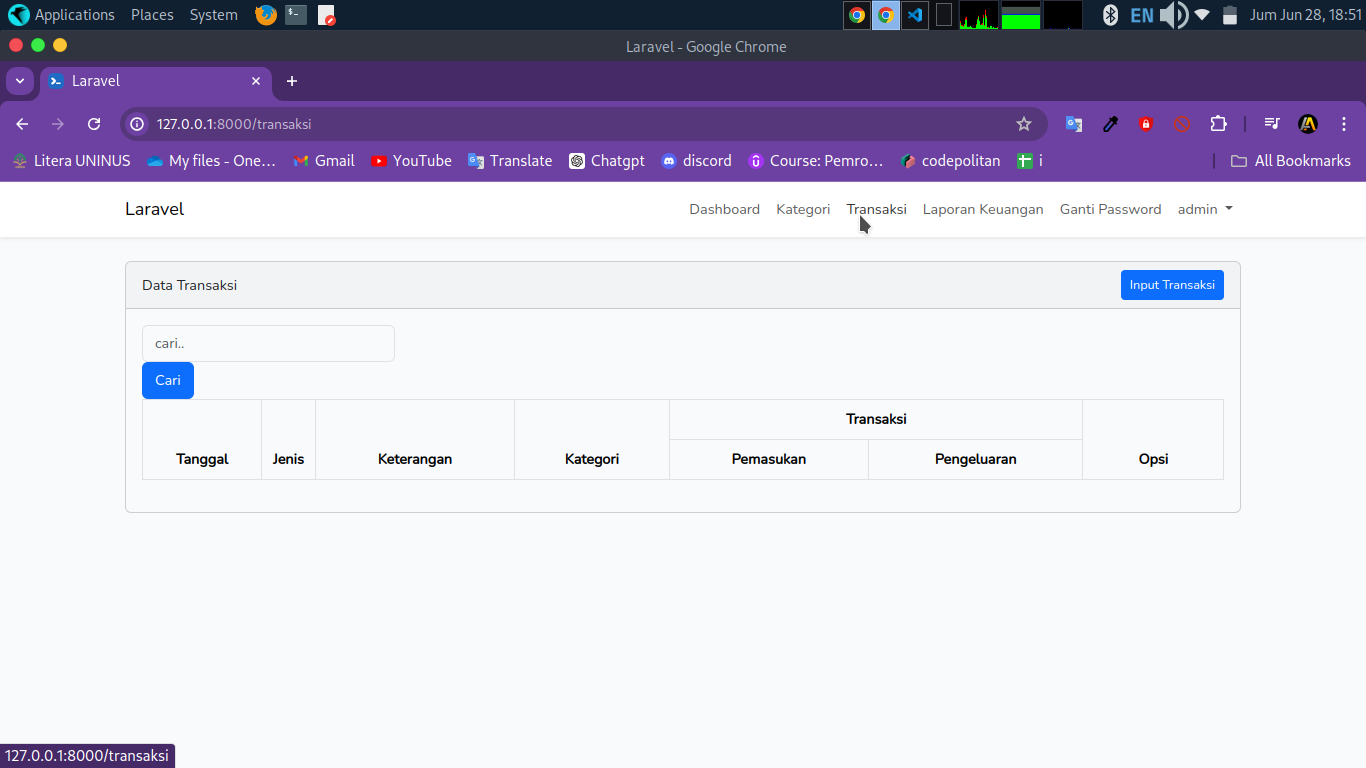 Applications Places System EN Jum Jun 28, 18:51
Laravel - Google Chrome
Laravel
127.0.0.1:8000/transaksi
Litera UNINUS My files - One... Gmail YouTube Translate Chatgpt discord Course: Pemro... codepolitan i All Bookmarks
Laravel Dashboard Kategori Transaksi Laporan Keuangan Ganti Password admin
Data Transaksi Input Transaksi
cari..
Cari
Transaksi
Tanggal Jenis Keterangan Kategori Pemasukan Pengeluaran Opsi
127.0.0.1:8000/transaksi